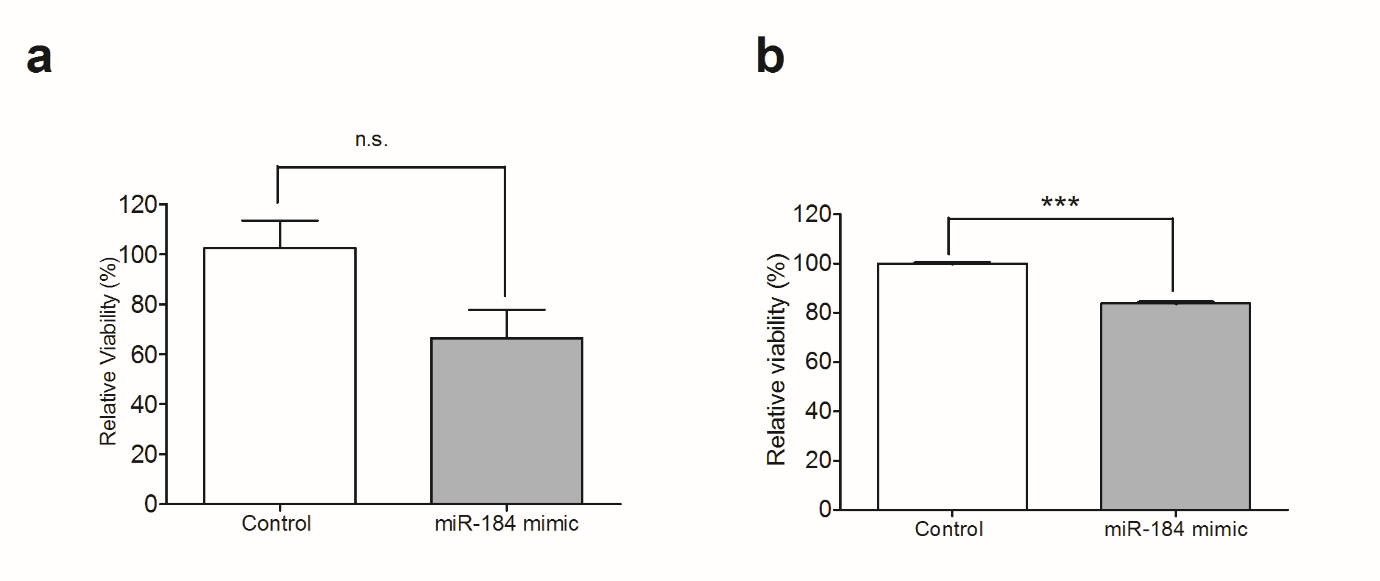 a
n.s.
120
100
80
60
40
20
0
Relative Viability (%)
Control
miR-184 mimic
b
***
120
100
80
60
40
20
0
Relative viability (%)
Control
miR-184 mimic